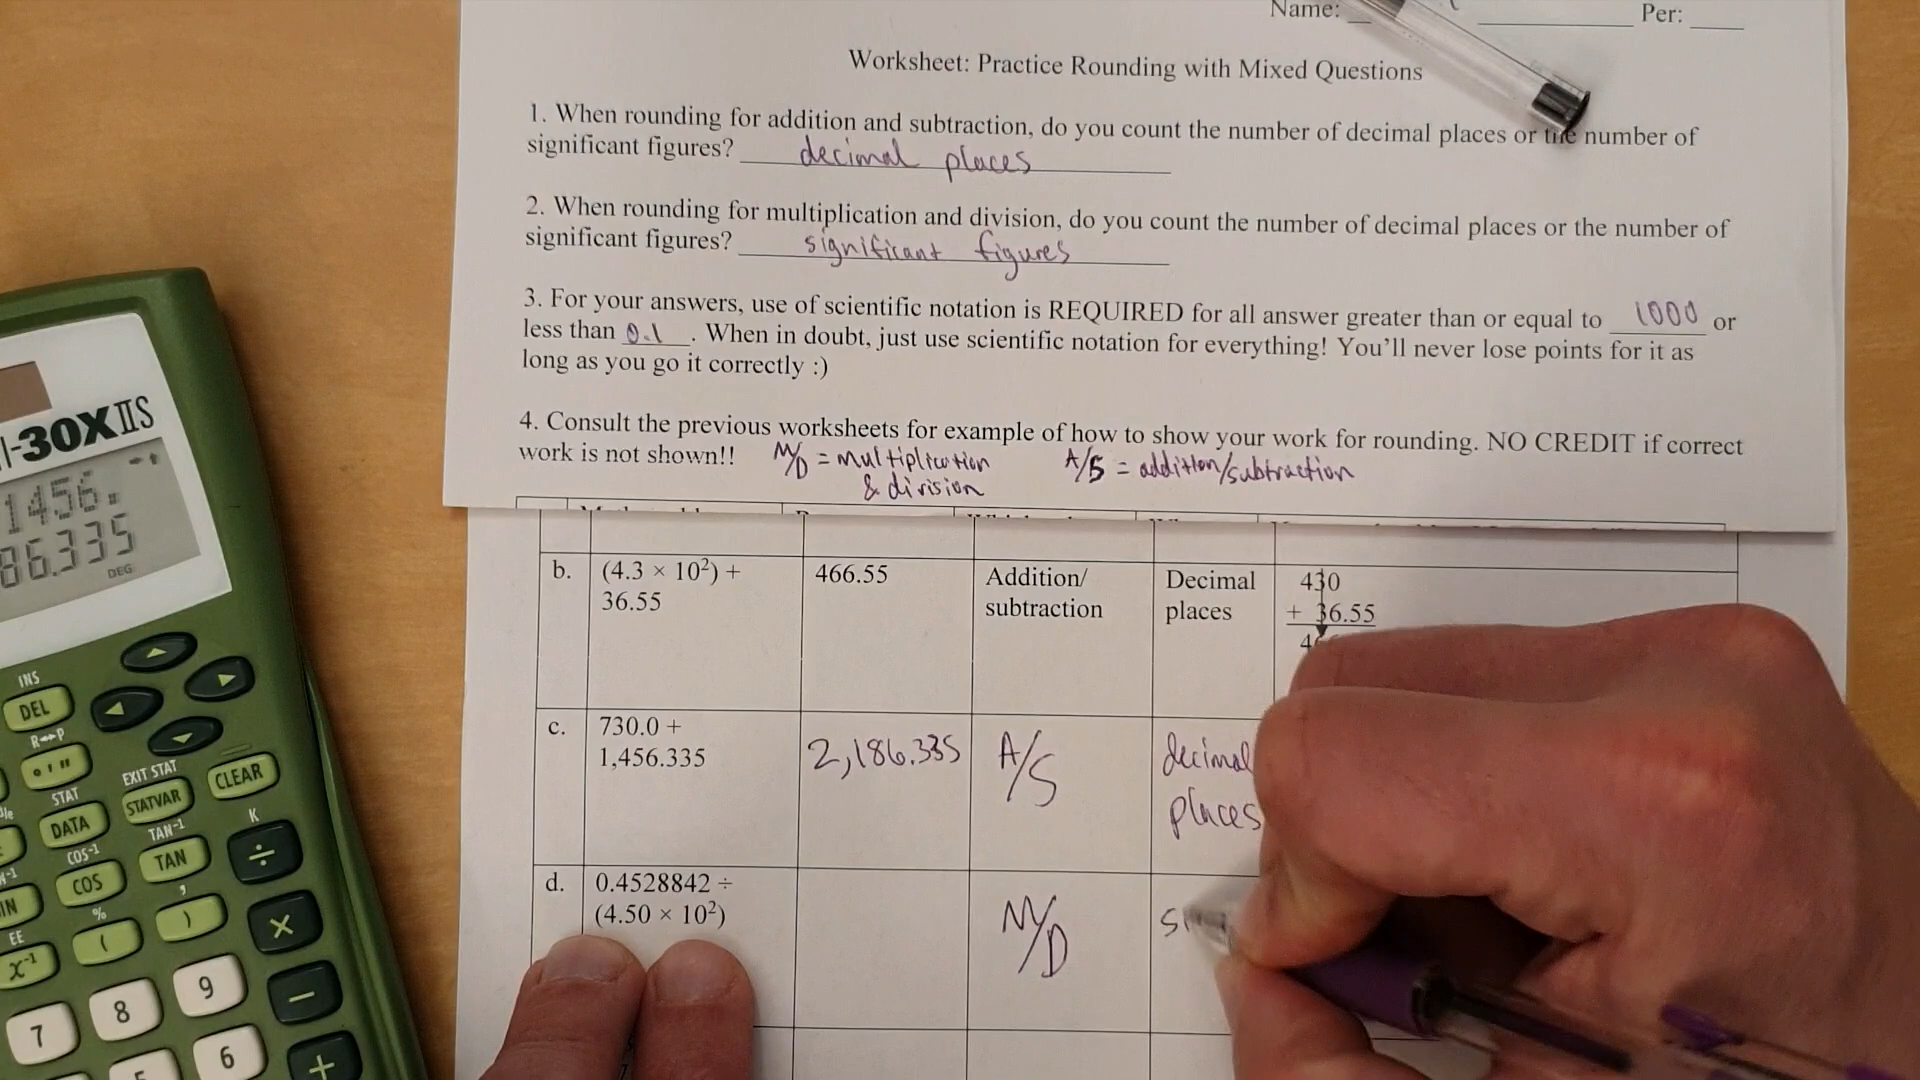 Name: Per:
Worksheet: Practice Rounding with Mixed Questions
1. When rounding for addition and subtraction, do you count the number of decimal places or the number of
significant figures? decimal places
2. When rounding for multiplication and division, do you count the number of decimal places or the number of
significant figures? significant figures
3. For your answers, use of scientific notation is REQUIRED for all answer greater than or equal to 1000 or
less than 0.1. When in doubt, just use scientific notation for everything! You'll never lose points for it as
long as you go it correctly :)
4. Consult the previous worksheets for example of how to show your work for rounding. NO CREDIT if correct
work is not shown!! M/D = multiplication A/S = addition/subtraction
& division
b. (4.3 × 10²) + 466.55 Addition/ Decimal 430
36.55 subtraction places + 36.55
c. 730.0 + 2,186.335 A/S decimal
1,456.335 places
d. 0.4528842 ÷ M/D
(4.50 × 10²)
-30XIIS
1456.
86.335
DEG
INS
DEL
R↔P
° ' "
EXIT STAT
STATVAR
CLEAR
STAT
DATA
TAN⁻¹
TAN
K
÷
COS⁻¹
COS
,
)
×
IN
%
(
EE
x⁻¹
7
8
9
−
6
+